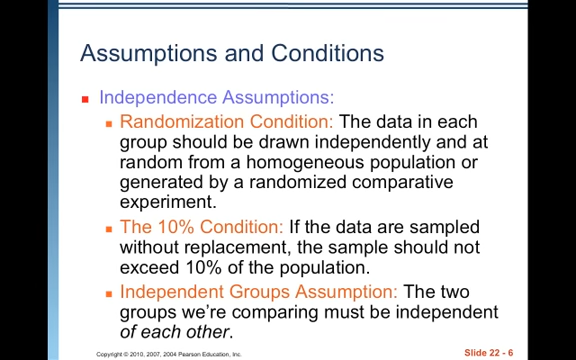 Assumptions and Conditions
Independence Assumptions:
Randomization Condition: The data in each
group should be drawn independently and at
random from a homogeneous population or
generated by a randomized comparative
experiment.
The 10% Condition: If the data are sampled
without replacement, the sample should not
exceed 10% of the population.
Independent Groups Assumption: The two
groups we're comparing must be independent
of each other.
Copyright © 2010, 2007, 2004 Pearson Education, Inc.
Slide 22 - 6